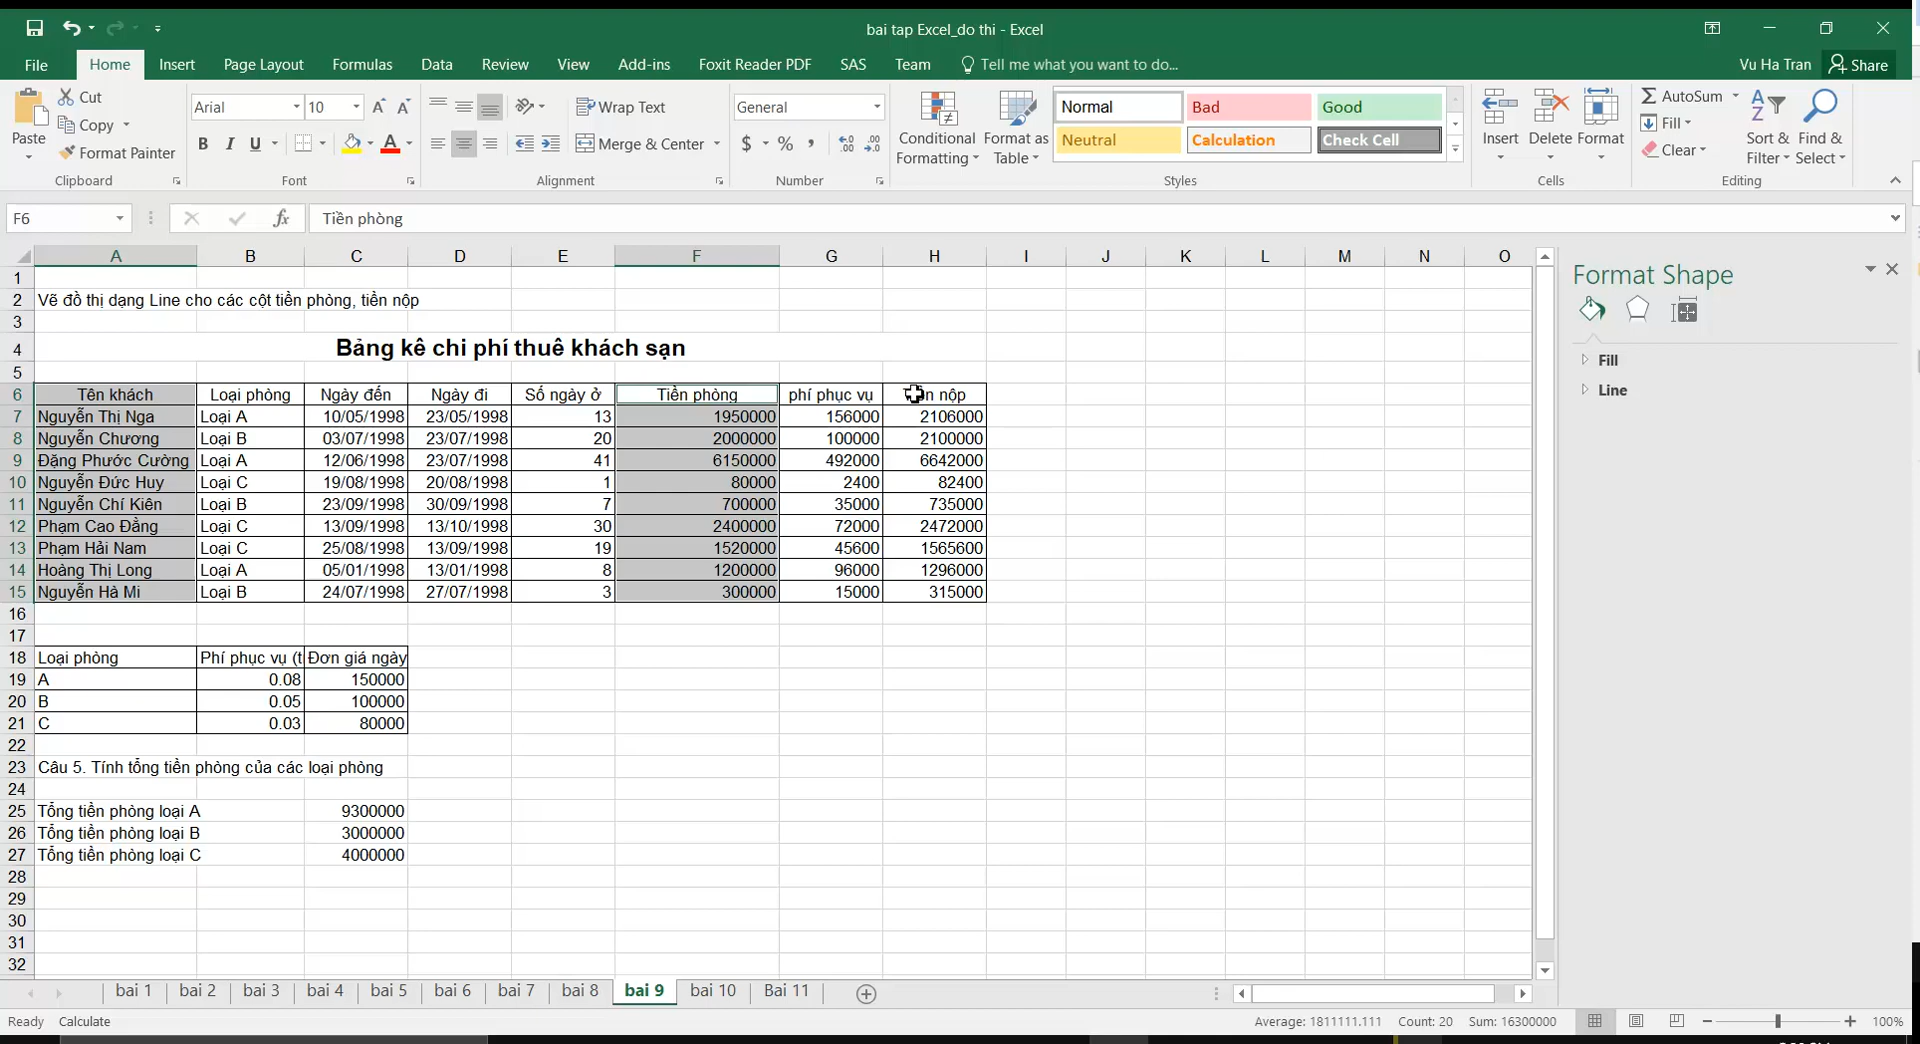 bai tap Excel_do thi - Excel
File Home Insert Page Layout Formulas Data Review View Add-ins Foxit Reader PDF SAS Team Tell me what you want to do... Vu Ha Tran Share
Paste Cut Copy Format Painter Clipboard
Arial 10 A A B I U A Font
Wrap Text Merge & Center Alignment
General $ % , Number
Conditional Formatting Format as Table Normal Bad Good Neutral Calculation Check Cell Styles
Insert Delete Format Cells
AutoSum Fill Clear Sort & Filter Find & Select Editing
F6 fx Tiền phòng
A B C D E F G H I J K L M N O
1
2 Vẽ đồ thị dạng Line cho các cột tiền phòng, tiền nộp
3
4 Bảng kê chi phí thuê khách sạn
5
6 Tên khách Loại phòng Ngày đến Ngày đi Số ngày ở Tiền phòng phí phục vụ nộp
7 Nguyễn Thị Nga Loại A 10/05/1998 23/05/1998 13 1950000 156000 2106000
8 Nguyễn Chương Loại B 03/07/1998 23/07/1998 20 2000000 100000 2100000
9 Đặng Phước Cường Loại A 12/06/1998 23/07/1998 41 6150000 492000 6642000
10 Nguyễn Đức Huy Loại C 19/08/1998 20/08/1998 1 80000 2400 82400
11 Nguyễn Chí Kiên Loại B 23/09/1998 30/09/1998 7 700000 35000 735000
12 Phạm Cao Đẳng Loại C 13/09/1998 13/10/1998 30 2400000 72000 2472000
13 Phạm Hải Nam Loại C 25/08/1998 13/09/1998 19 1520000 45600 1565600
14 Hoàng Thị Long Loại A 05/01/1998 13/01/1998 8 1200000 96000 1296000
15 Nguyễn Hà Mi Loại B 24/07/1998 27/07/1998 3 300000 15000 315000
16
17
18 Loại phòng Phí phục vụ (t Đơn giá ngày
19 A 0.08 150000
20 B 0.05 100000
21 C 0.03 80000
22
23 Câu 5. Tính tổng tiền phòng của các loại phòng
24
25 Tổng tiền phòng loại A 9300000
26 Tổng tiền phòng loại B 3000000
27 Tổng tiền phòng loại C 4000000
28
29
30
31
32
Format Shape
Fill
Line
bai 1 bai 2 bai 3 bai 4 bai 5 bai 6 bai 7 bai 8 bai 9 bai 10 Bai 11
Ready Calculate Average: 1811111.111 Count: 20 Sum: 16300000 100%